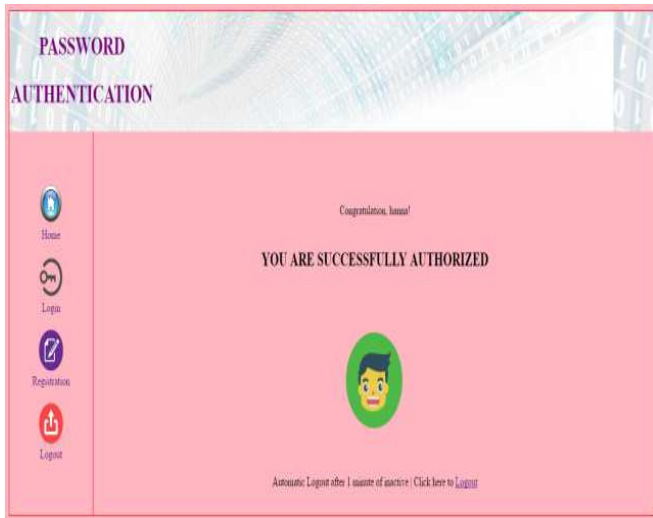 PASSWORD
AUTHENTICATION
Home
Login
Registration
Logout
Congratulation, hanna!
YOU ARE SUCCESSFULLY AUTHORIZED
Automatic Logout after 1 minute of inactive | Click here to Logout